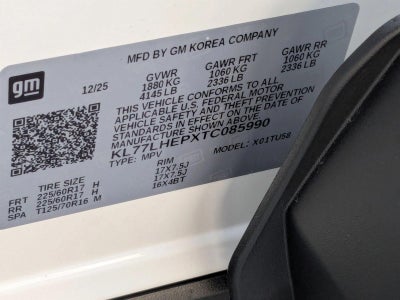 MFD BY GM KOREA COMPANY
gm
12/25
GVWR GAWR FRT GAWR RR
1880 KG 1060 KG 1060 KG
4145 LB 2336 LB 2336 LB
THIS VEHICLE CONFORMS TO ALL
APPLICABLE U.S. FEDERAL MOTOR
VEHICLE SAFETY AND THEFT PREVENTION
STANDARDS IN EFFECT ON THE DATE OF
MANUFACTURE SHOWN ABOVE.
KL77LHEPXTC085990
TYPE: MPV MODEL: X01TU58
TIRE SIZE RIM
FRT 225/60R17 H 17X7.5J
RR 225/60R17 H 17X7.5J
SPA T125/70R16 M 16X4BT